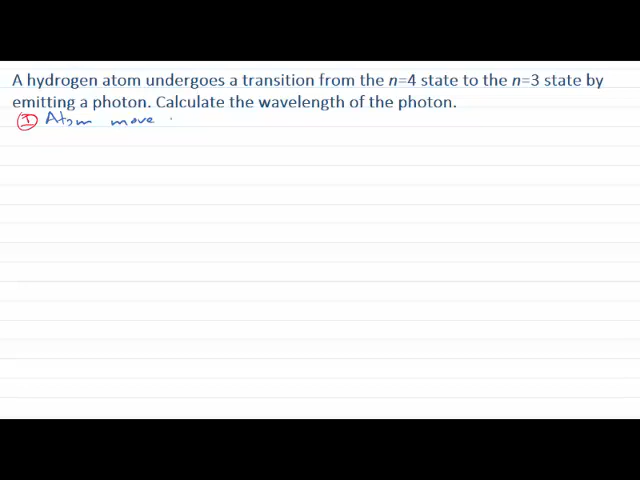 A hydrogen atom undergoes a transition from the n=4 state to the n=3 state by
emitting a photon. Calculate the wavelength of the photon.
① Atom move